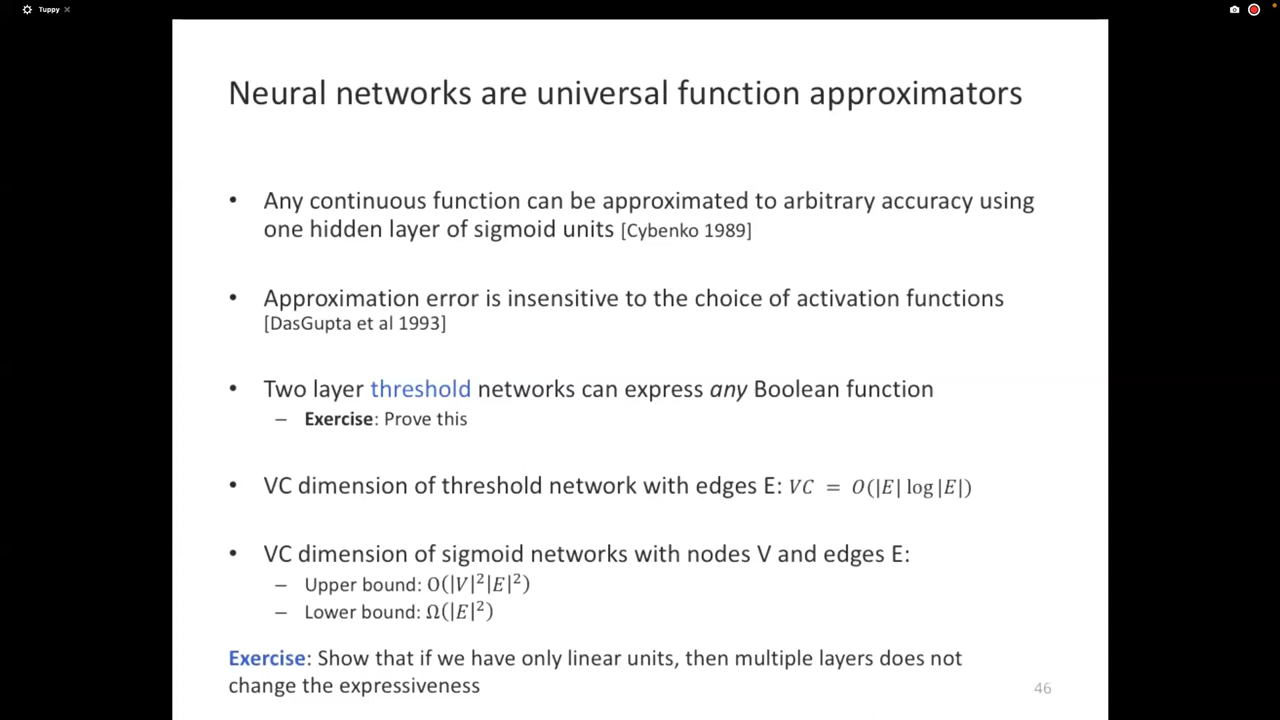 Tuppy
Neural networks are universal function approximators
• Any continuous function can be approximated to arbitrary accuracy using
one hidden layer of sigmoid units [Cybenko 1989]
• Approximation error is insensitive to the choice of activation functions
[DasGupta et al 1993]
• Two layer threshold networks can express any Boolean function
– Exercise: Prove this
• VC dimension of threshold network with edges E: VC = O(|E| log |E|)
• VC dimension of sigmoid networks with nodes V and edges E:
– Upper bound: O(|V|²|E|²)
– Lower bound: Ω(|E|²)
Exercise: Show that if we have only linear units, then multiple layers does not
change the expressiveness
46